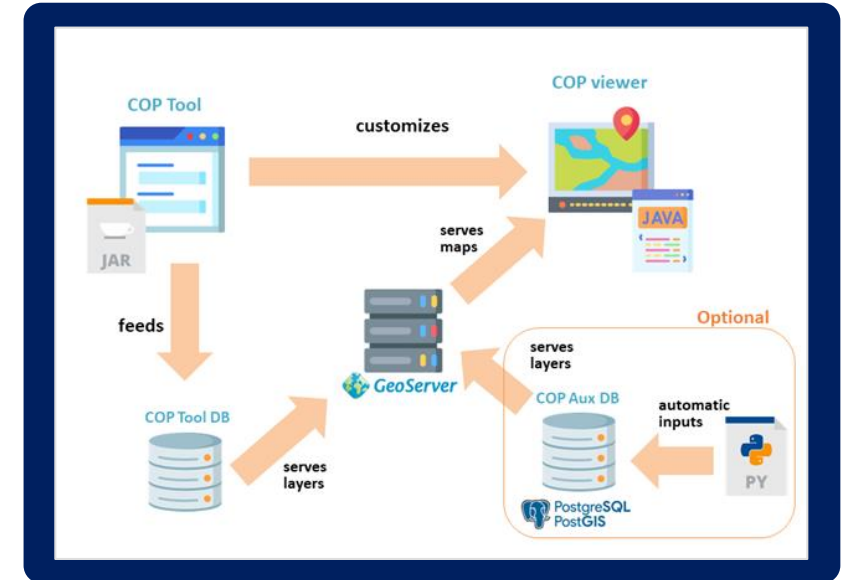 COP Tool
COP viewer
customizes
JAVA
JAR
serves
maps
feeds
Optional
GeoServer
serves
layers
COP Tool DB
COP Aux DB
automatic
inputs
serves
layers
PY
PostgreSQL
PostGIS